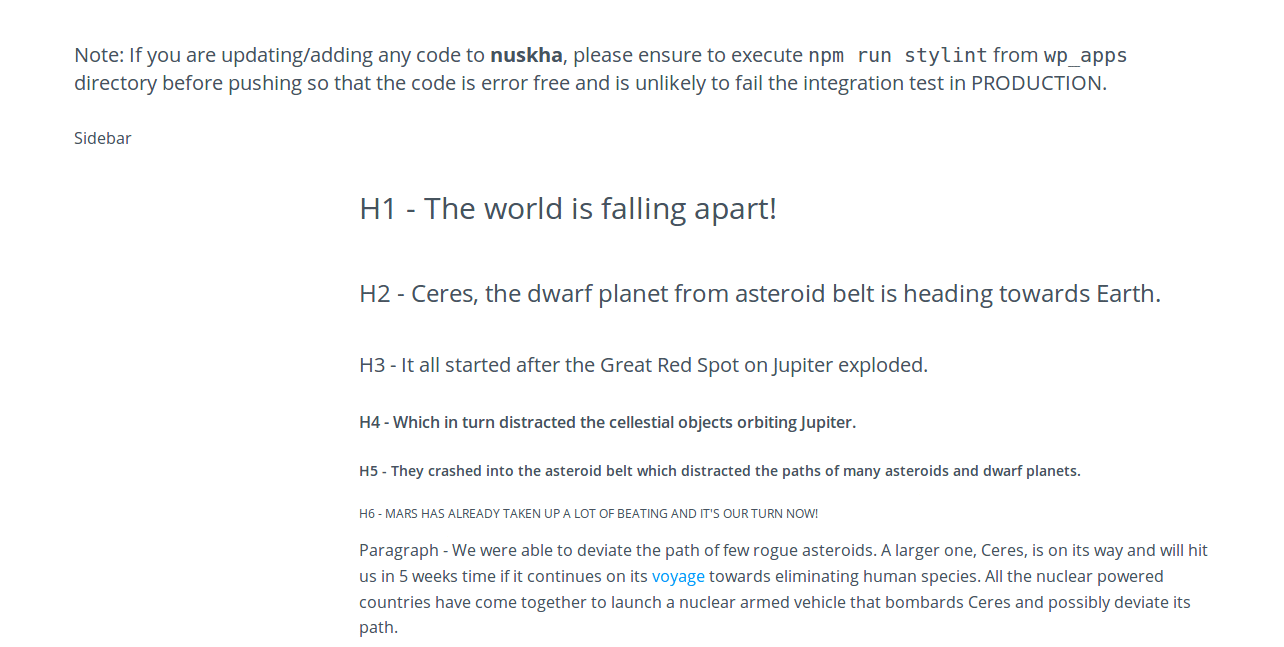 Note: If you are updating/adding any code to nuskha, please ensure to execute npm run stylint from wp_apps
directory before pushing so that the code is error free and is unlikely to fail the integration test in PRODUCTION.
Sidebar
H1 - The world is falling apart!
H2 - Ceres, the dwarf planet from asteroid belt is heading towards Earth.
H3 - It all started after the Great Red Spot on Jupiter exploded.
H4 - Which in turn distracted the cellestial objects orbiting Jupiter.
H5 - They crashed into the asteroid belt which distracted the paths of many asteroids and dwarf planets.
H6 - MARS HAS ALREADY TAKEN UP A LOT OF BEATING AND IT'S OUR TURN NOW!
Paragraph - We were able to deviate the path of few rogue asteroids. A larger one, Ceres, is on its way and will hit
us in 5 weeks time if it continues on its voyage towards eliminating human species. All the nuclear powered
countries have come together to launch a nuclear armed vehicle that bombards Ceres and possibly deviate its
path.